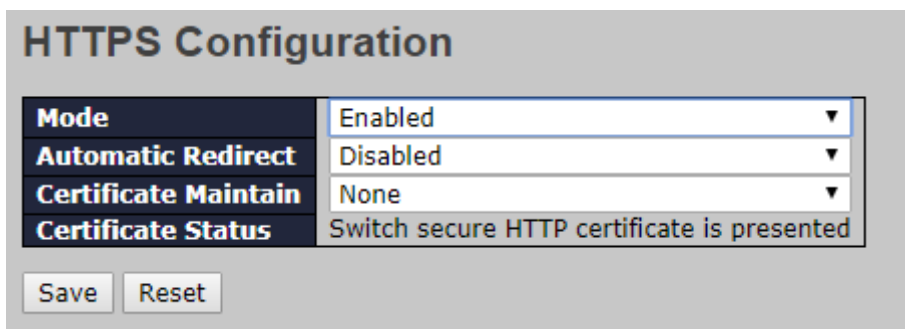 HTTPS Configuration
Mode Enabled
Automatic Redirect Disabled
Certificate Maintain None
Certificate Status Switch secure HTTP certificate is presented
Save Reset